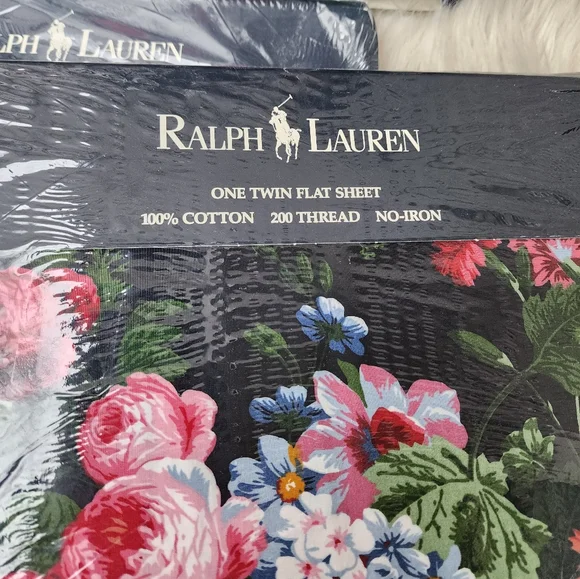 LPH LAUREN
RALPH LAUREN
ONE TWIN FLAT SHEET
100% COTTON 200 THREAD NO-IRON